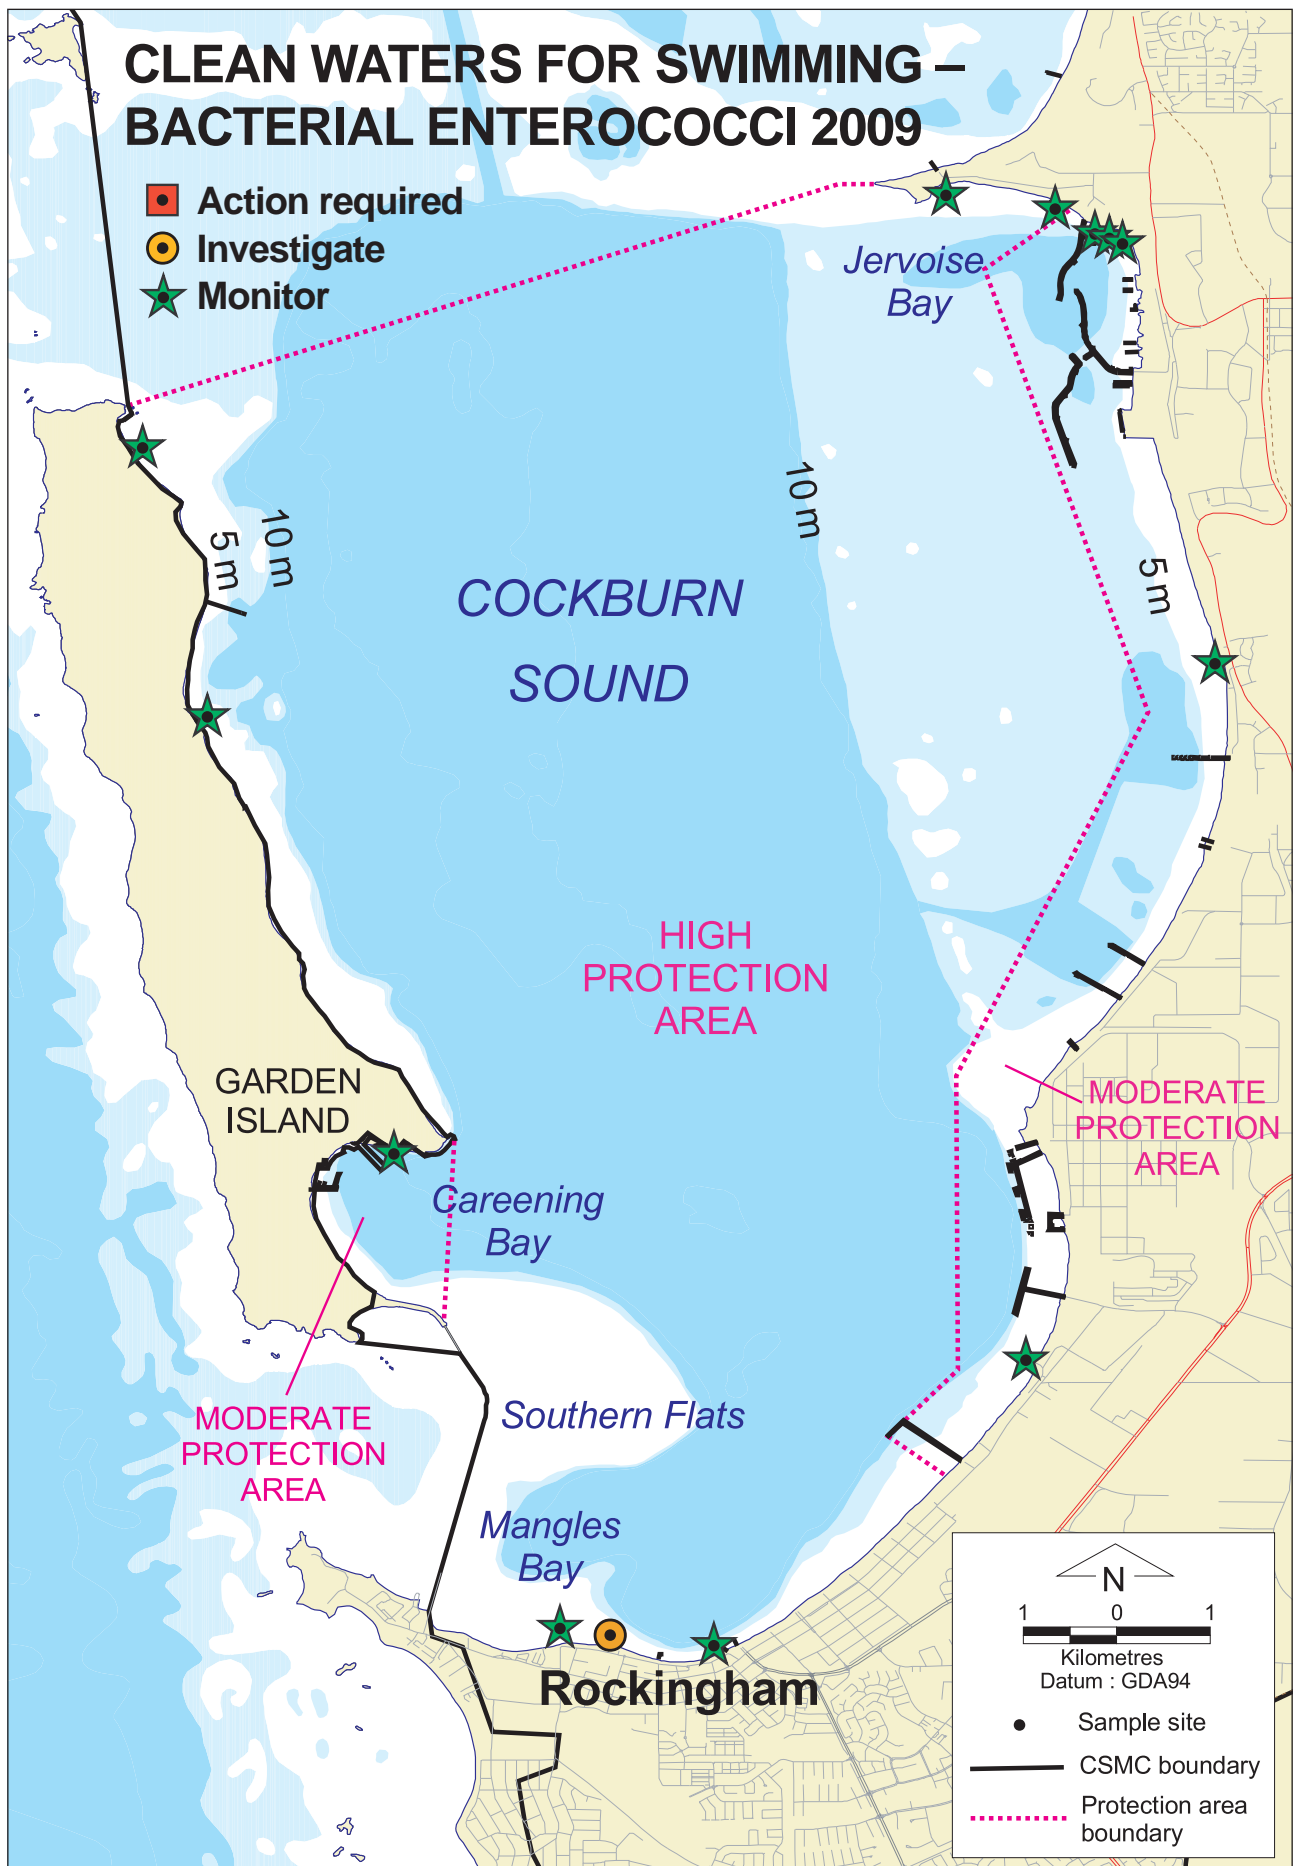 CLEAN WATERS FOR SWIMMING –
BACTERIAL ENTEROCOCCI 2009
Action required
Investigate
Monitor
Jervoise
Bay
10 m
5 m
10 m
5 m
COCKBURN
SOUND
HIGH
PROTECTION
AREA
GARDEN
ISLAND
MODERATE
PROTECTION
AREA
Careening
Bay
MODERATE
PROTECTION
AREA
Southern Flats
Mangles
Bay
Rockingham
N
1 0 1
Kilometres
Datum : GDA94
Sample site
CSMC boundary
Protection area
boundary